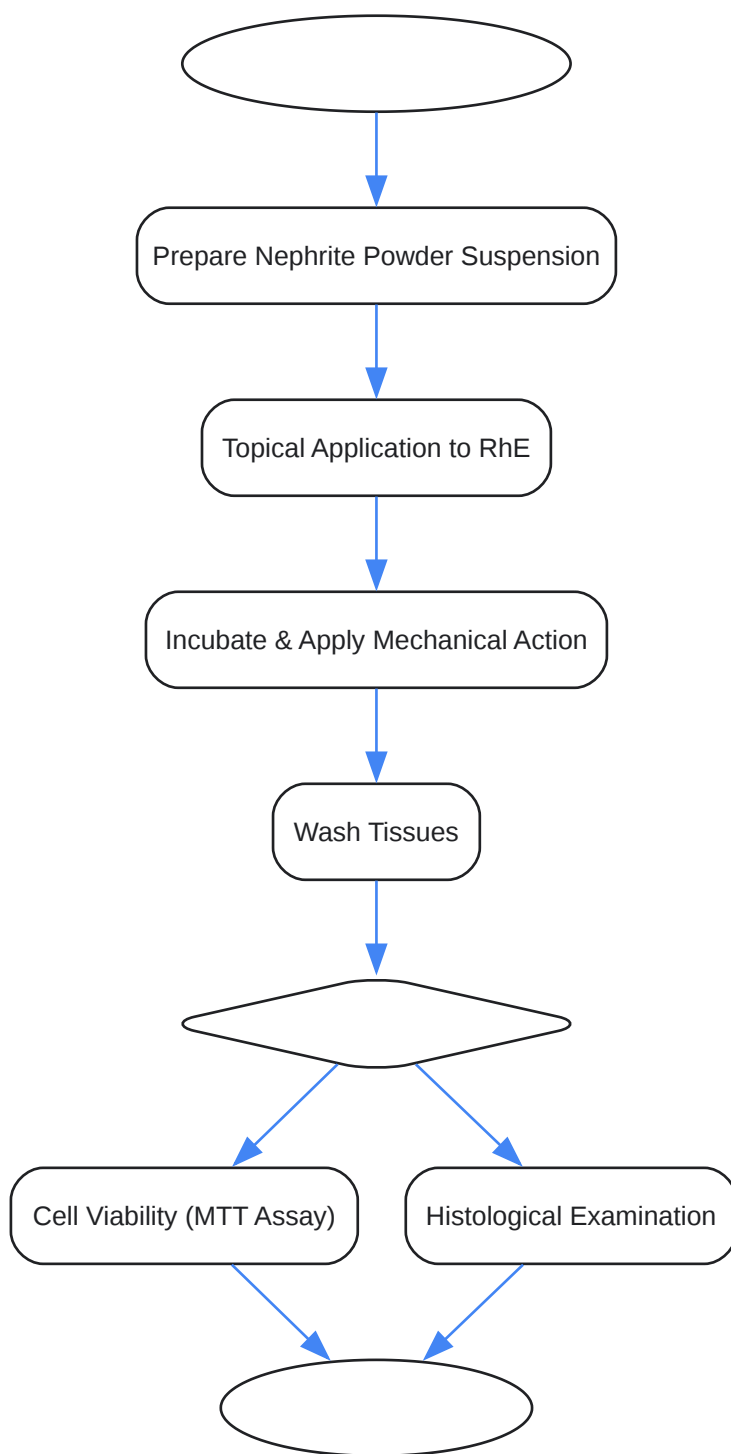 Prepare Nephrite Powder Suspension
Topical Application to RhE
Incubate & Apply Mechanical Action
Wash Tissues
Cell Viability (MTT Assay)
Histological Examination